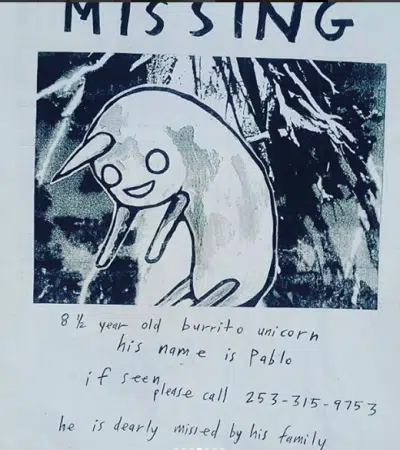 MISSING
8 ½ year old burrito unicorn
his name is Pablo
if seen
please call 253-315-9753
he is dearly missed by his family